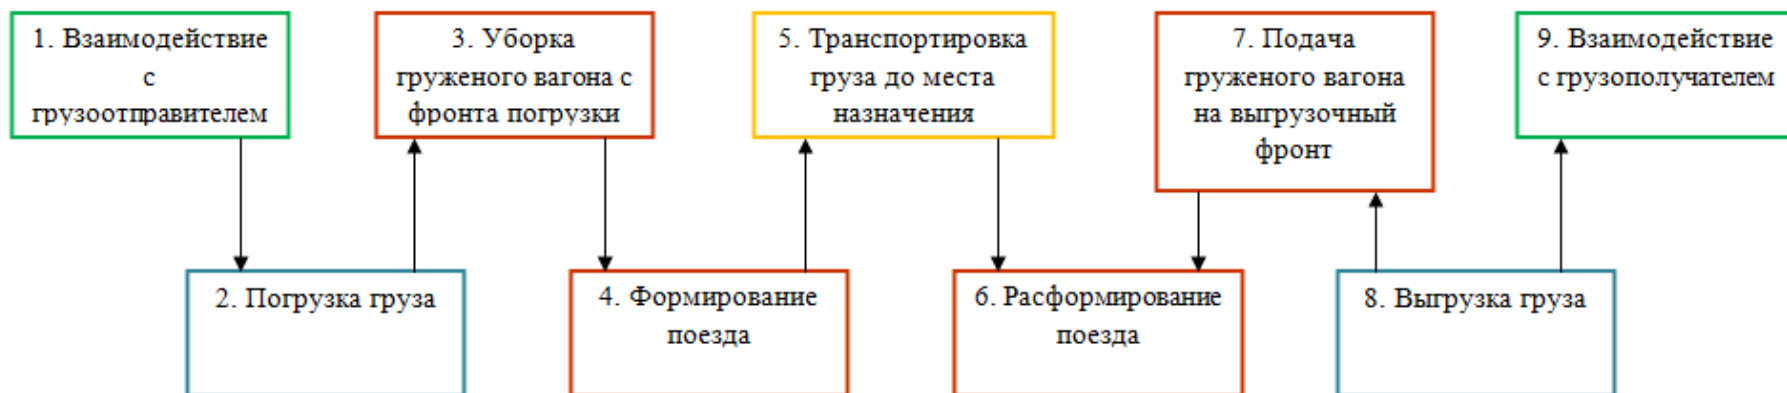 1. Взаимодействие
с
грузоотправителем
2. Погрузка груза
3. Уборка
груженого вагона с
фронта погрузки
4. Формирование
поезда
5. Транспортировка
груза до места
назначения
6. Расформирование
поезда
7. Подача
груженого вагона
на выгрузочный
фронт
8. Выгрузка груза
9. Взаимодействие
с грузополучателем